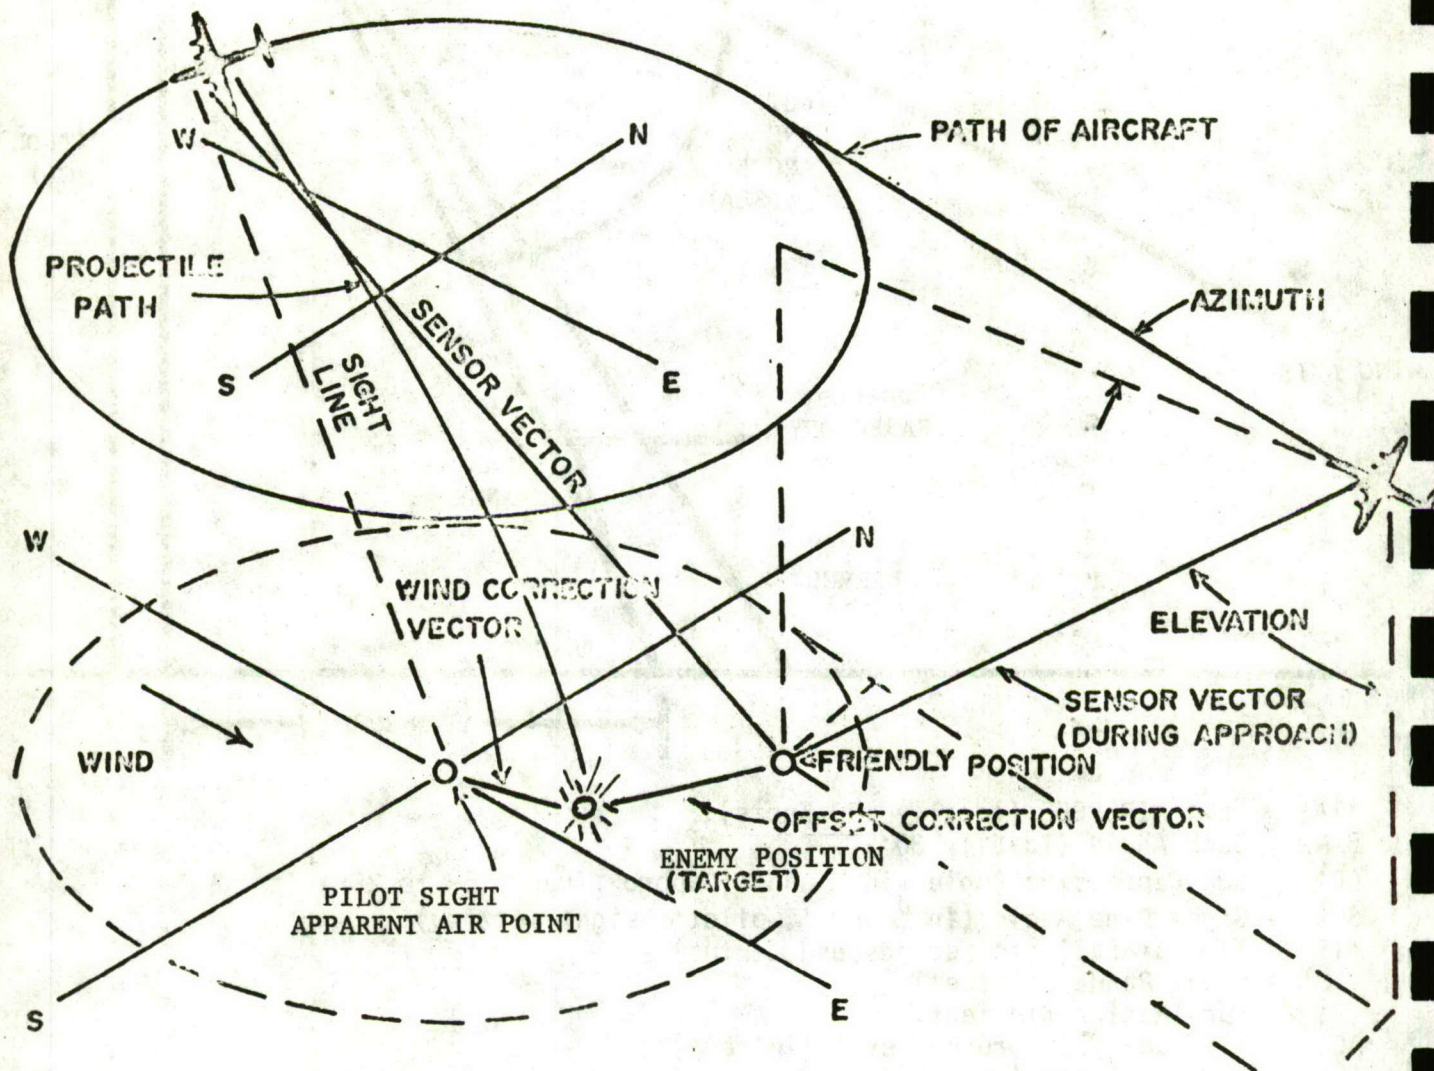 W
N
PATH OF AIRCRAFT
PROJECTILE
PATH
AZIMUTH
S
E
SIGHT
LINE
SENSOR VECTOR
W
N
WIND CORRECTION
VECTOR
ELEVATION
SENSOR VECTOR
(DURING APPROACH)
WIND
FRIENDLY POSITION
OFFSET CORRECTION VECTOR
ENEMY POSITION
(TARGET)
PILOT SIGHT
APPARENT AIR POINT
S
E